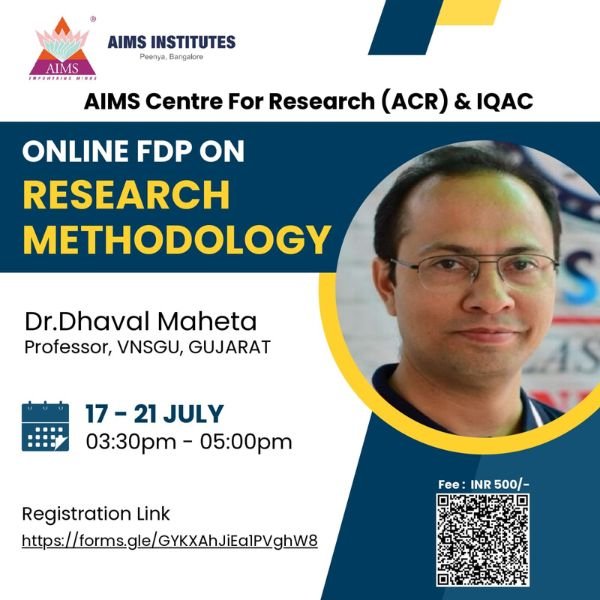 ®
AIMS
EMPOWERING MINDS
AIMS INSTITUTES
Peenya, Bangalore
AIMS Centre For Research (ACR) & IQAC
ONLINE FDP ON
RESEARCH
METHODOLOGY
Dr.Dhaval Maheta
Professor, VNSGU, GUJARAT
17 - 21 JULY
03:30pm - 05:00pm
Fee : INR 500/-
Registration Link
https://forms.gle/GYKXAhJiEa1PVghW8